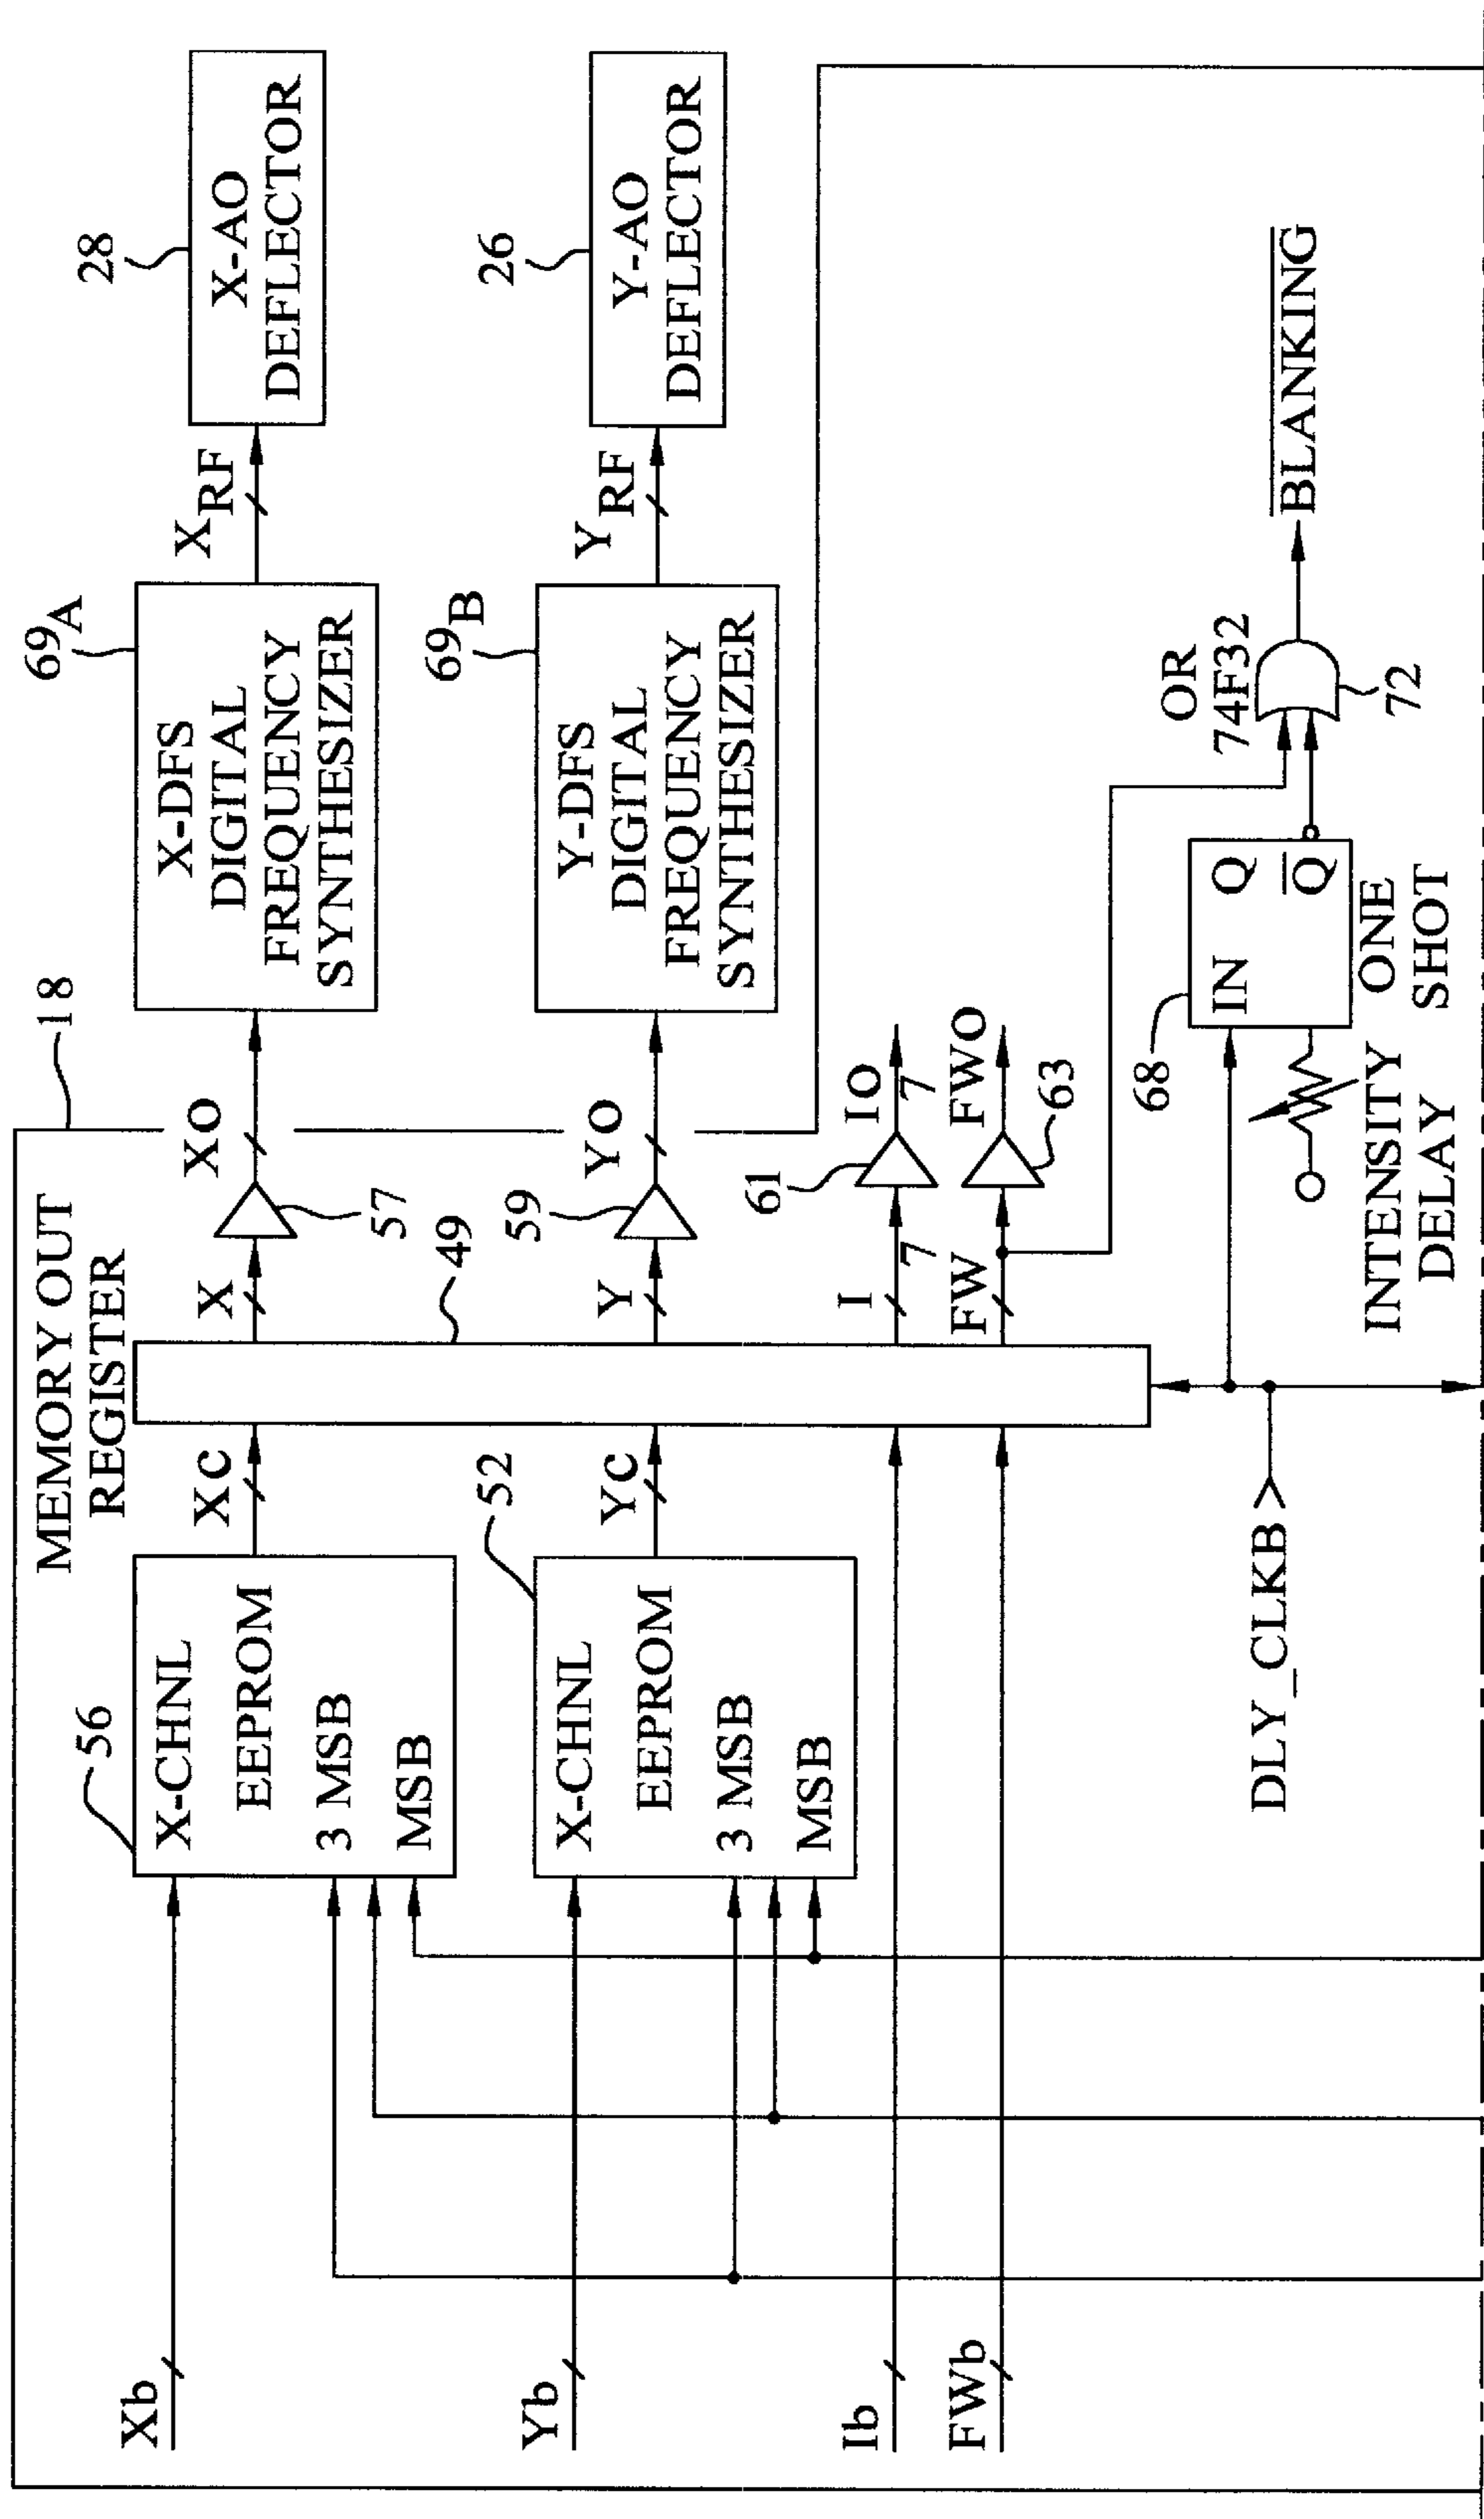 18
MEMORY OUT
REGISTER
Xb
56
X-CHNL
EEPROM
3 MSB
MSB
Xc
X
57
XO
69A
X-DFS
DIGITAL
FREQUENCY
SYNTHESIZER
XRF
28
X-AO
DEFLECTOR
49
Yb
52
X-CHNL
EEPROM
3 MSB
MSB
Yc
Y
59
YO
69B
Y-DFS
DIGITAL
FREQUENCY
SYNTHESIZER
YRF
26
Y-AO
DEFLECTOR
Ib
I
7
61
IO
7
FWb
FW
63
FWO
DLY_CLKB >
68
IN Q
Q̅
ONE
SHOT
INTENSITY
DELAY
OR
74F32
72
B̅L̅A̅N̅K̅I̅N̅G̅